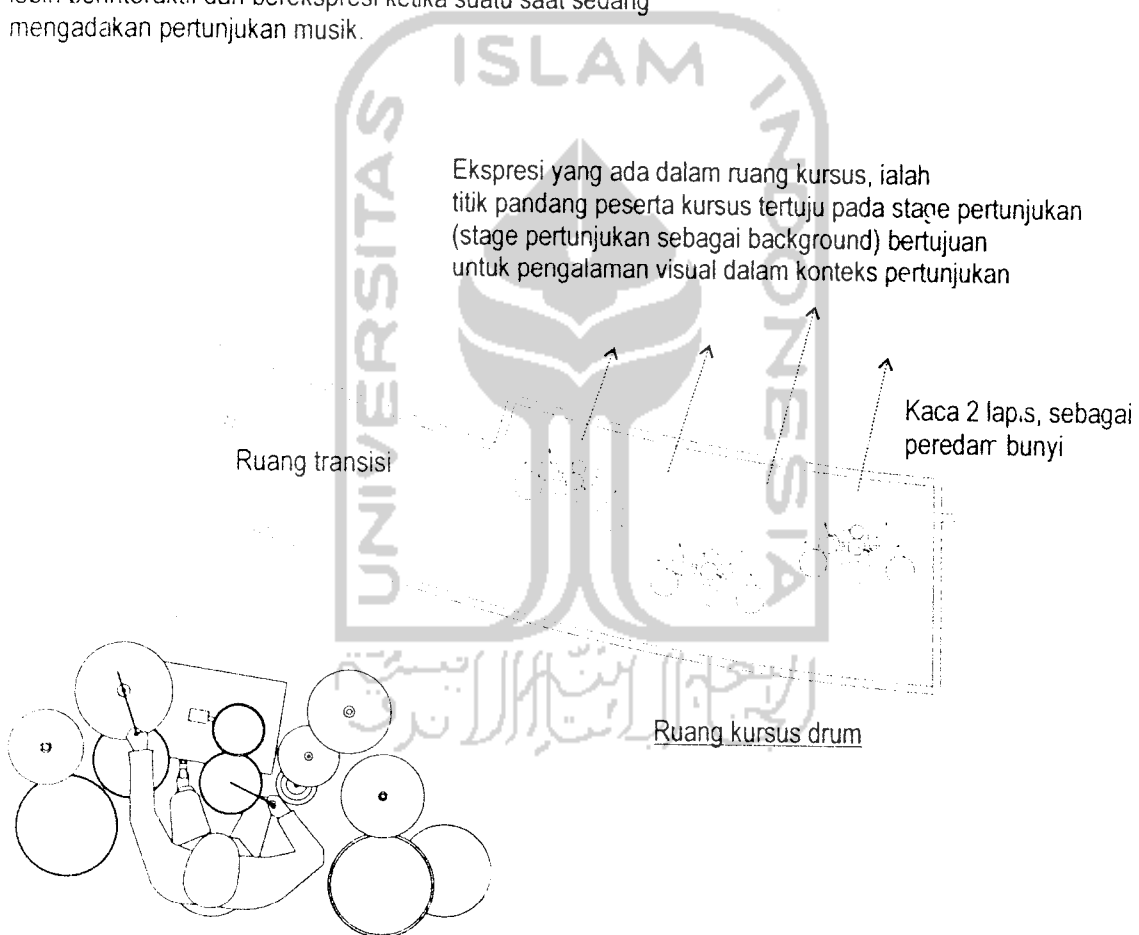 mengadakan pertunjukan musik.
ISLAM
UNIVERSITAS
INDONESIA
Ekspresi yang ada dalam ruang kursus, ialah
titik pandang peserta kursus tertuju pada stage pertunjukan
(stage pertunjukan sebagai background) bertujuan
untuk pengalaman visual dalam konteks pertunjukan
Kaca 2 lapis, sebagai
peredam bunyi
Ruang transisi
Ruang kursus drum